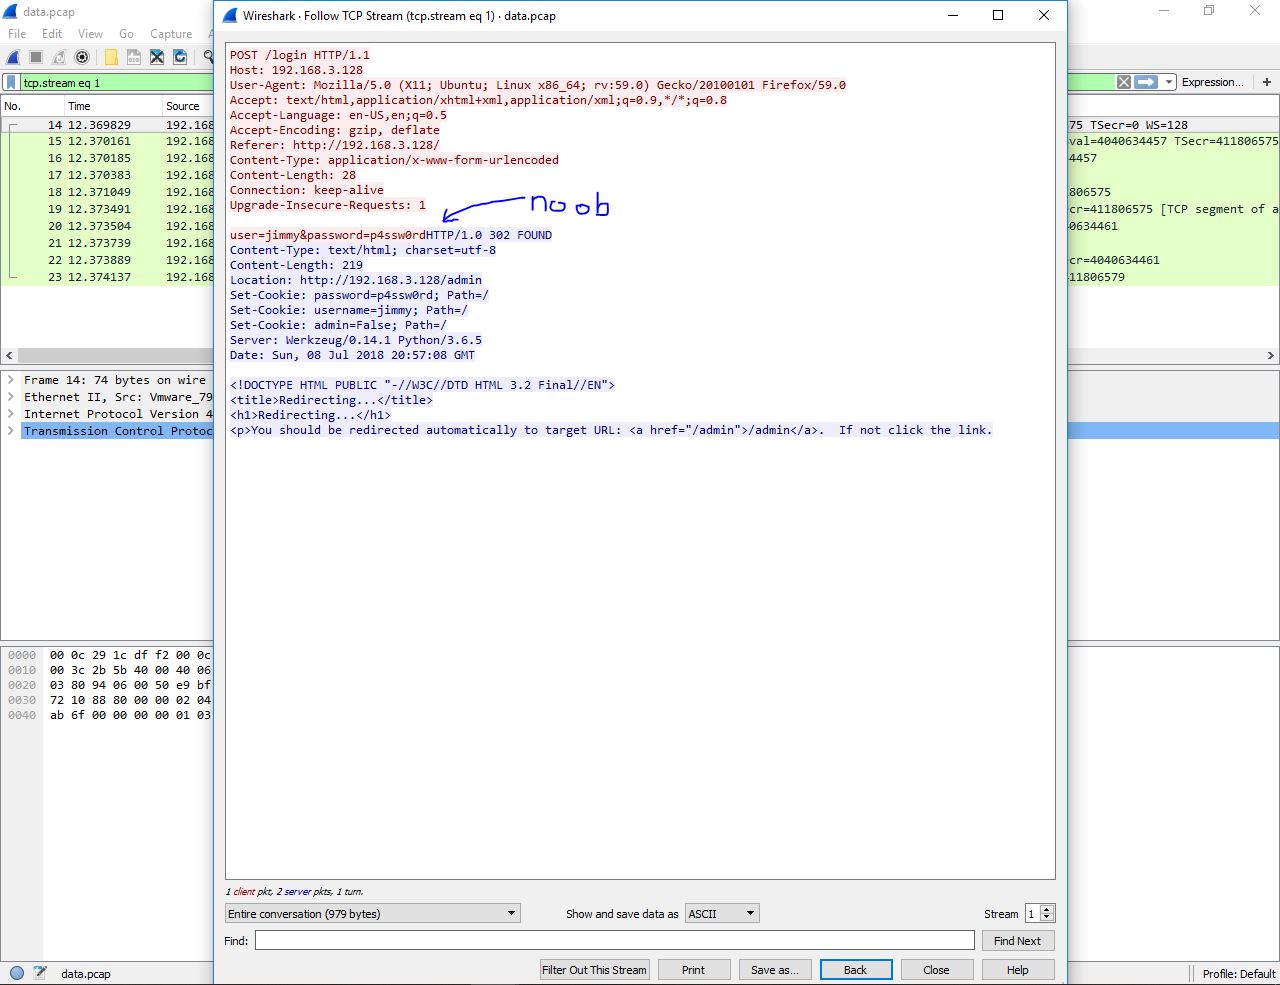 data.pcap
File Edit View Go Capture A
Wireshark · Follow TCP Stream (tcp.stream eq 1) · data.pcap
tcp.stream eq 1
Expression... +
No. Time Source
14 12.369829 192.168
15 12.370161 192.168
16 12.370185 192.168
17 12.370383 192.168
18 12.371049 192.168
19 12.373491 192.168
20 12.373504 192.168
21 12.373739 192.168
22 12.373889 192.168
23 12.374137 192.168
75 TSecr=0 WS=128
val=4040634457 TSecr=411806575
4457
806575
cr=411806575 [TCP segment of a
0634461
cr=4040634461
11806579
Frame 14: 74 bytes on wire
Ethernet II, Src: Vmware_79
Internet Protocol Version 4
Transmission Control Protoc
0000 00 0c 29 1c df f2 00 0c
0010 00 3c 2b 5b 40 00 40 06
0020 03 80 94 06 00 50 e9 bf
0030 72 10 88 80 00 00 02 04
0040 ab 6f 00 00 00 00 01 03
POST /login HTTP/1.1
Host: 192.168.3.128
User-Agent: Mozilla/5.0 (X11; Ubuntu; Linux x86_64; rv:59.0) Gecko/20100101 Firefox/59.0
Accept: text/html,application/xhtml+xml,application/xml;q=0.9,*/*;q=0.8
Accept-Language: en-US,en;q=0.5
Accept-Encoding: gzip, deflate
Referer: http://192.168.3.128/
Content-Type: application/x-www-form-urlencoded
Content-Length: 28
Connection: keep-alive
Upgrade-Insecure-Requests: 1
noob
user=jimmy&password=p4ssw0rdHTTP/1.0 302 FOUND
Content-Type: text/html; charset=utf-8
Content-Length: 219
Location: http://192.168.3.128/admin
Set-Cookie: password=p4ssw0rd; Path=/
Set-Cookie: username=jimmy; Path=/
Set-Cookie: admin=False; Path=/
Server: Werkzeug/0.14.1 Python/3.6.5
Date: Sun, 08 Jul 2018 20:57:08 GMT
<!DOCTYPE HTML PUBLIC "-//W3C//DTD HTML 3.2 Final//EN">
<title>Redirecting...</title>
<h1>Redirecting...</h1>
<p>You should be redirected automatically to target URL: <a href="/admin">/admin</a>.  If not click the link.
1 client pkt, 2 server pkts, 1 turn.
Entire conversation (979 bytes) Show and save data as ASCII Stream 1
Find: Find Next
Filter Out This Stream Print Save as... Back Close Help
data.pcap Profile: Default